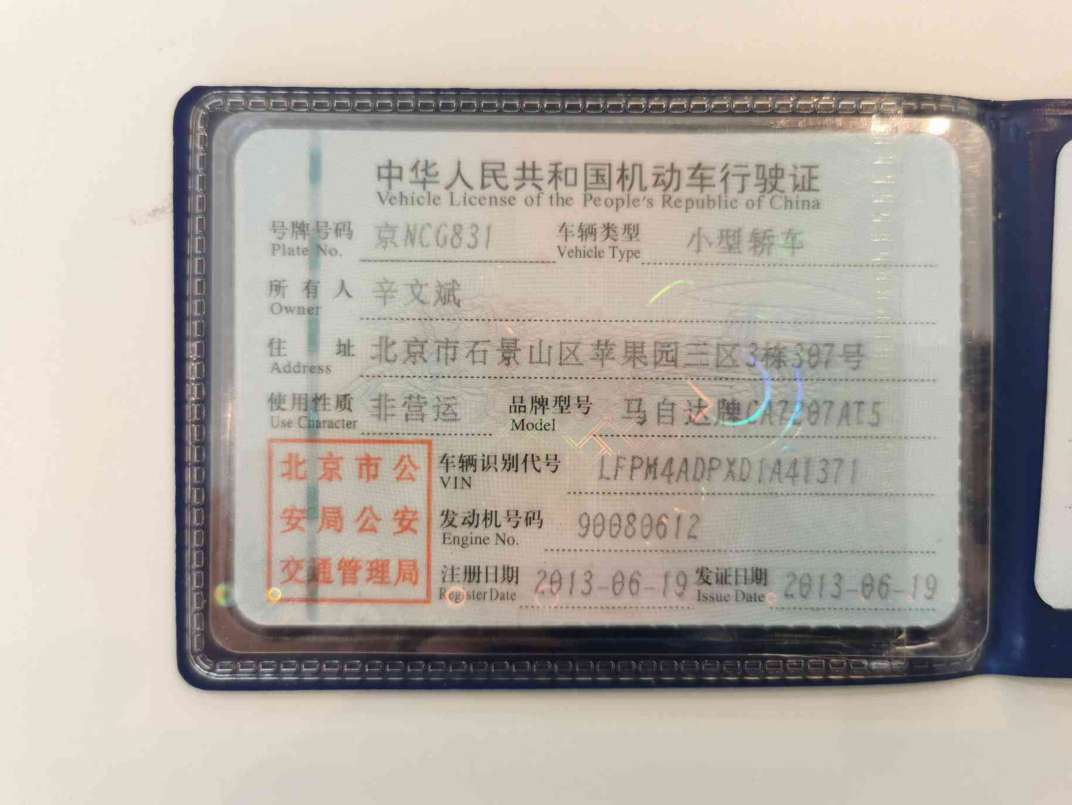 中华人民共和国机动车行驶证
Vehicle License of the People's Republic of China
号牌号码 京NCG831 车辆类型 小型轿车
Plate No. Vehicle Type
所有人 辛文斌
Owner
住址 北京市石景山区苹果园三区3栋307号
Address
使用性质 非营运 品牌型号 马自达牌CA7207AT5
Use Character Model
北京市公安局公安交通管理局
车辆识别代号 LFPM4ADPXD1A41371
VIN
发动机号码 90080612
Engine No.
注册日期 2013-06-19 发证日期 2013-06-19
Register Date Issue Date